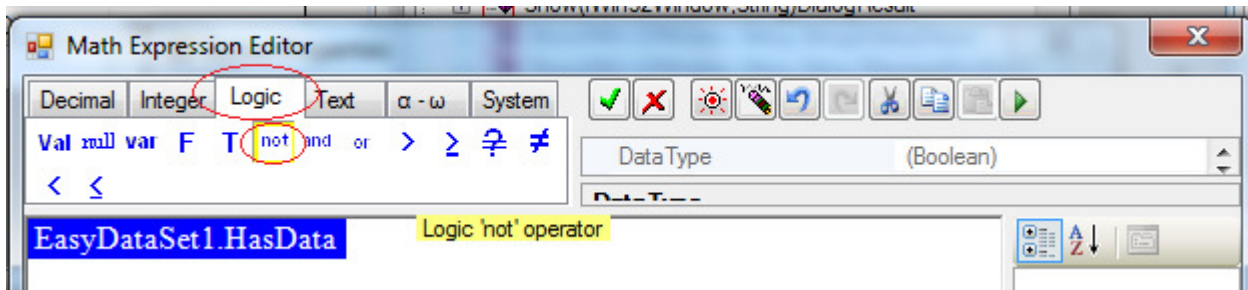 Show(IWin32Window,String)DialogResult
Math Expression Editor
Decimal Integer Logic Text α - ω System
Val null var F T not and or > ≥ ≠
DataType (Boolean)
< ≤
DataType
Logic 'not' operator
EasyDataSet1.HasData